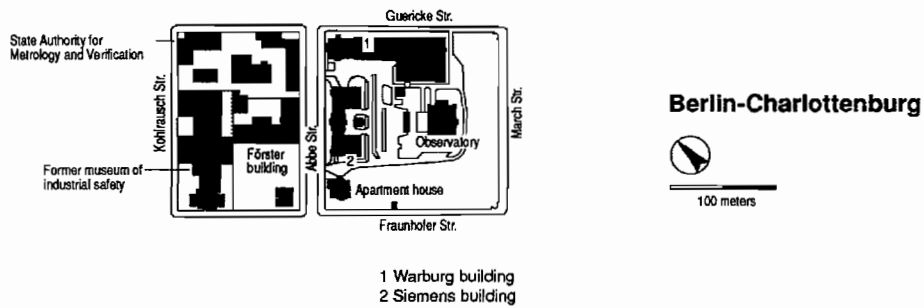 Guericke Str.
State Authority for
Metrology and Verification
1
Kohlrausch Str.
Abbe Str.
March Str.
Berlin-Charlottenburg
Observatory
Förster
building
2
Former museum of
industrial safety
Apartment house
100 meters
Fraunhofer Str.
1 Warburg building
2 Siemens building